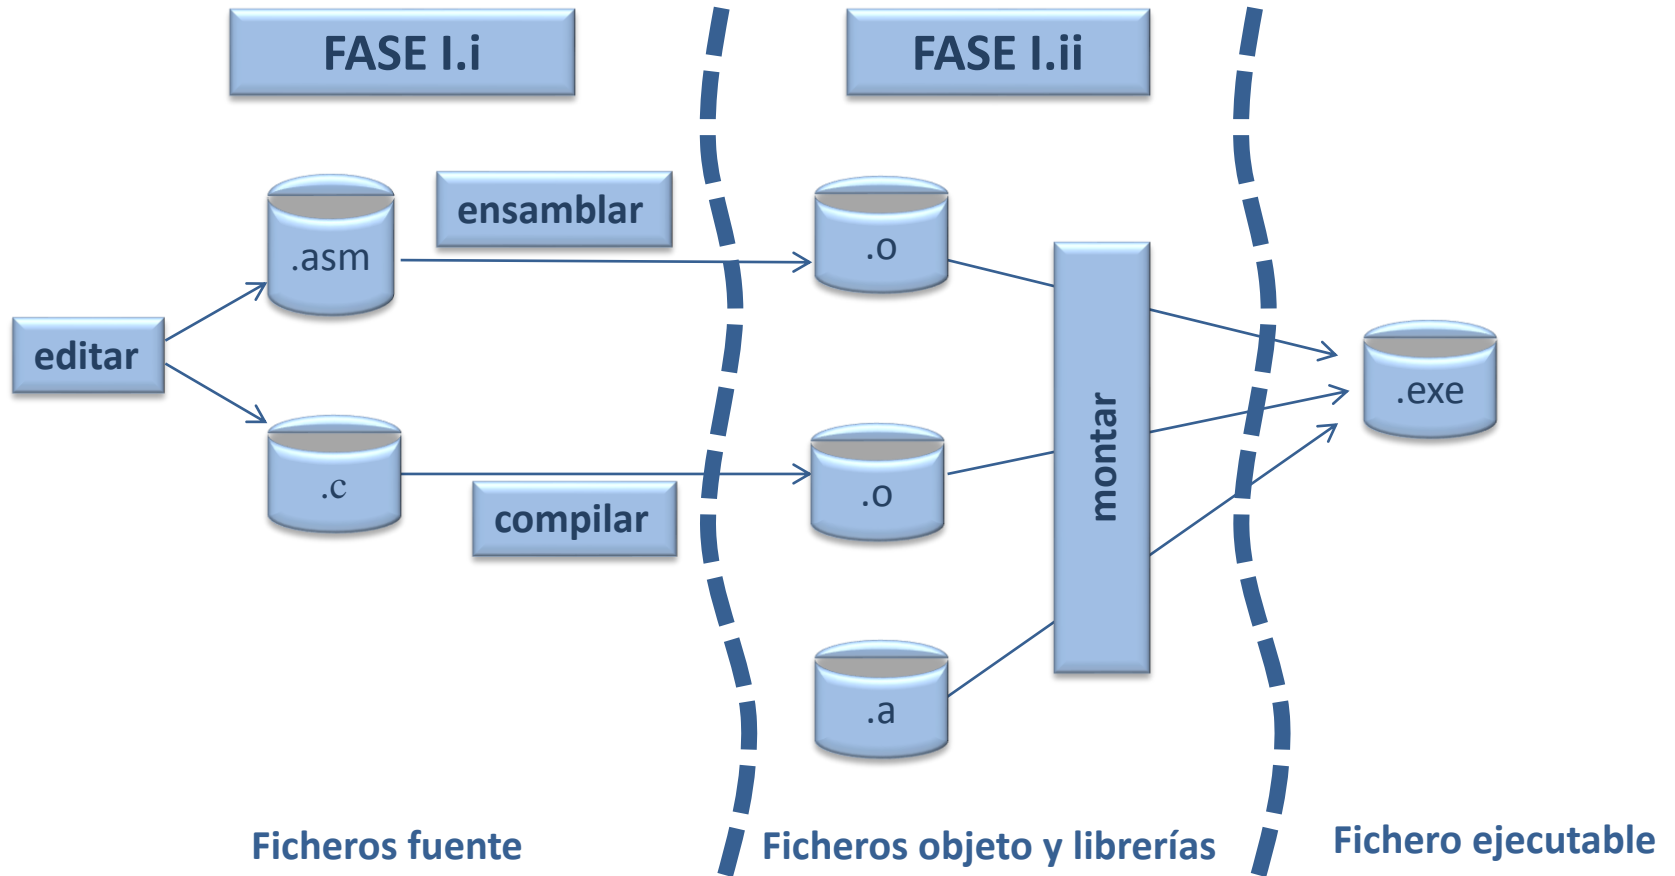 FASE I.i
FASE I.ii
ensamblar
.asm
.o
editar
montar
.exe
.c
compilar
.o
.a
Ficheros fuente
Ficheros objeto y librerías
Fichero ejecutable